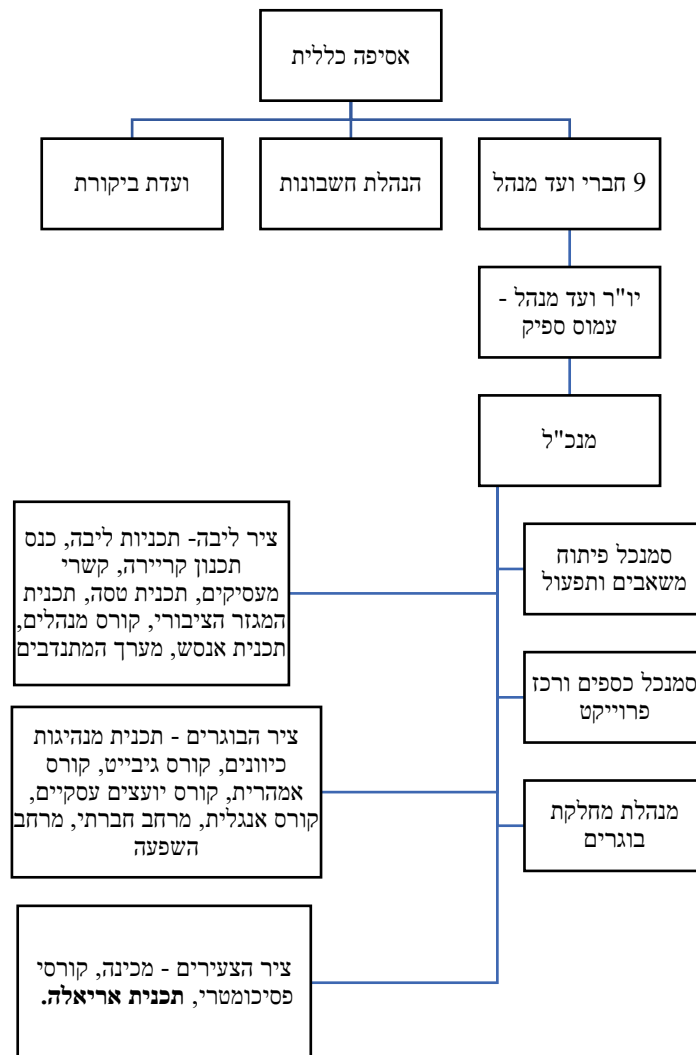 אסיפה כללית
9 חברי ועד מנהל
הנהלת חשבונות
ועדת ביקורת
יו"ר ועד מנהל -
עמוס ספיק
מנכ"ל
סמנכל פיתוח
משאבים ותפעול
ציר ליבה- תכניות ליבה, כנס
תכנון קריירה, קשרי
מעסיקים, תכנית טסה, תכנית
המגזר הציבורי, קורס מנהלים,
תכנית אנסש, מערך המתנדבים
סמנכל כספים ורכז
פרוייקט
ציר הבוגרים - תכנית מנהיגות
כיוונים, קורס גיבייט, קורס
אמהרית, קורס יועצים עסקיים,
קורס אנגלית, מרחב חברתי, מרחב
השפעה
מנהלת מחלקת
בוגרים
ציר הצעירים - מכינה, קורסי
פסיכומטרי, תכנית אריאלה.